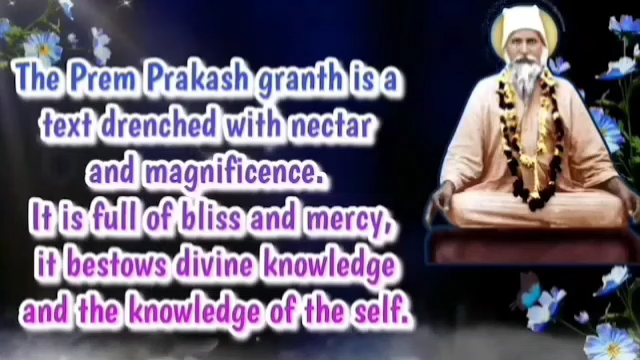 The Prem Prakash granth is a
text drenched with nectar
and magnificence.
It is full of bliss and mercy,
it bestows divine knowledge
and the knowledge of the self.